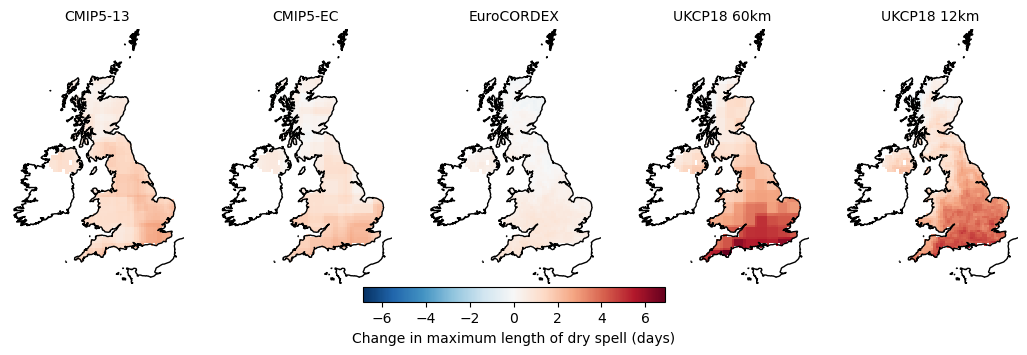 CMIP5-13 CMIP5-EC EuroCORDEX UKCP18 60km UKCP18 12km
−6 −4 −2 0 2 4 6
Change in maximum length of dry spell (days)